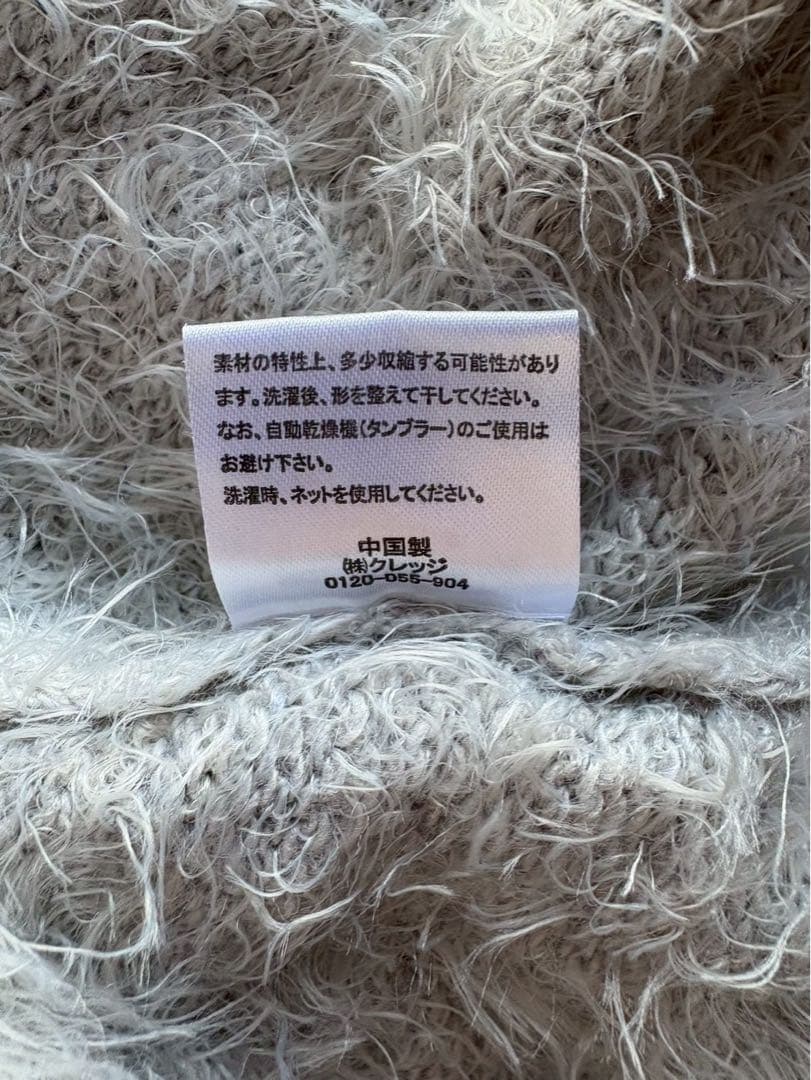 素材の特性上、多少収縮する可能性があり
ます。洗濯後、形を整えて干してください。
なお、自動乾燥機(タンブラー)のご使用は
お避け下さい。
洗濯時、ネットを使用してください。
中国製
㈱クレッジ
0120-055-904